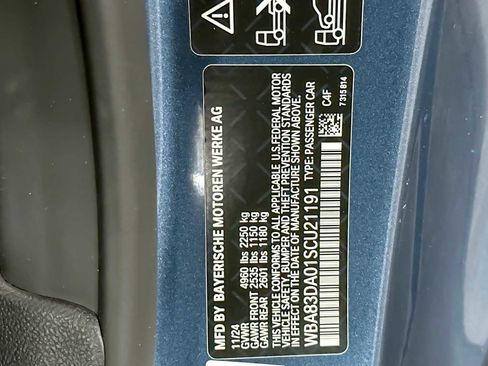 MFD BY BAYERISCHE MOTOREN WERKE AG
11/24
GVWR 4960 lbs 2250 kg
GAWR FRONT 2535 lbs 1150 kg
GAWR REAR 2601 lbs 1180 kg
THIS VEHICLE CONFORMS TO ALL APPLICABLE U.S.FEDERAL MOTOR
VEHICLE SAFETY, BUMPER AND THEFT PREVENTION STANDARDS
IN EFFECT ON THE DATE OF MANUFACTURE SHOWN ABOVE.
TYPE: PASSENGER CAR
WBA83DA01SCU21191
C4F
7315814